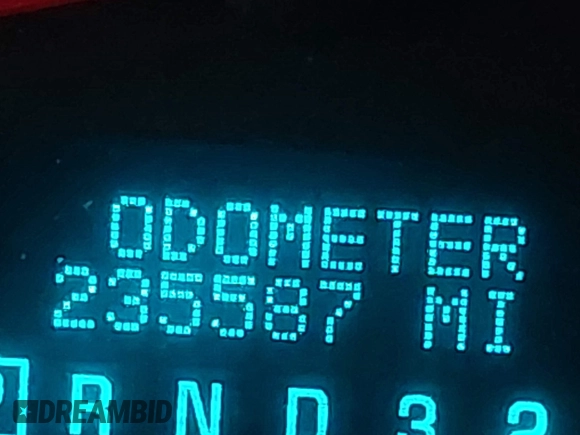 ODOMETER
235587 MI
P R N D 3 2
DREAMBID